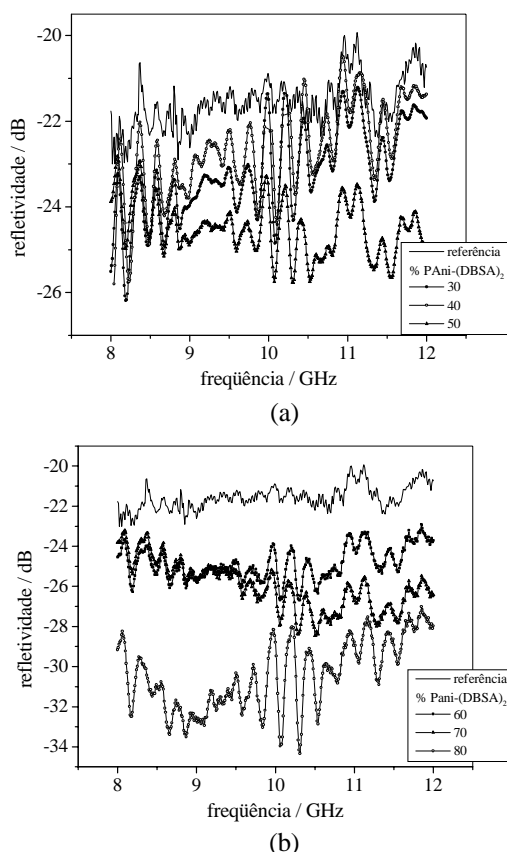 -20
-22
-24
-26
refletividade / dB
8
9
10
11
12
freqüência / GHz
referência
% PAni-(DBSA)2
30
40
50
(a)
-20
-22
-24
-26
-28
-30
-32
-34
refletividade / dB
8
9
10
11
12
freqüência / GHz
referência
% Pani-(DBSA)2
60
70
80
(b)